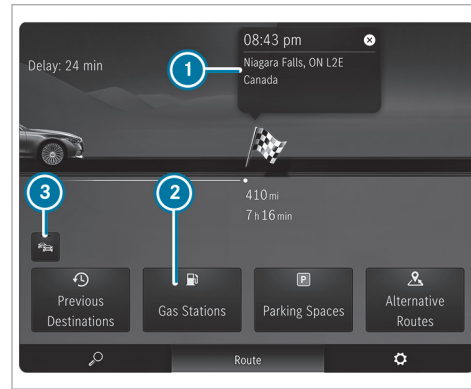 08:43 pm
Delay: 24 min
1
Niagara Falls, ON L2E
Canada
3
2
410 mi
7 h 16 min
P
Previous
Destinations
Gas Stations
Parking Spaces
Alternative
Routes
Route